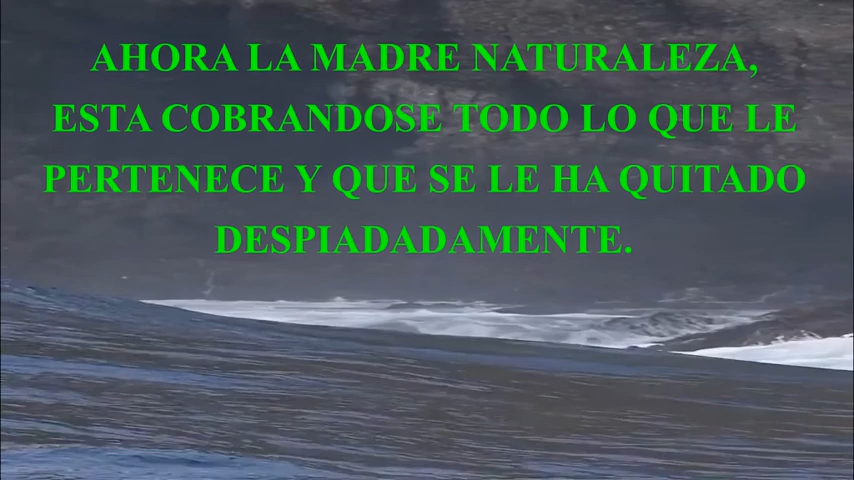 AHORA LA MADRE NATURALEZA,
ESTA COBRANDOSE TODO LO QUE LE
PERTENECE Y QUE SE LE HA QUITADO
DESPIADADAMENTE.